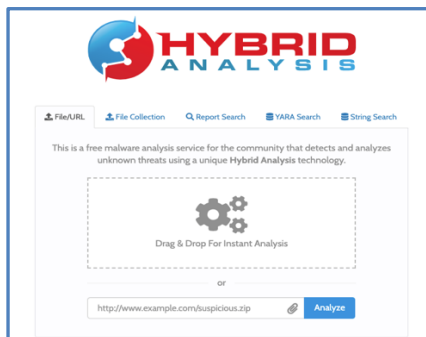 HYBRID
ANALYSIS
File/URL
File Collection
Report Search
YARA Search
String Search
This is a free malware analysis service for the community that detects and analyzes
unknown threats using a unique Hybrid Analysis technology.
Drag & Drop For Instant Analysis
or
http://www.example.com/suspicious.zip
Analyze